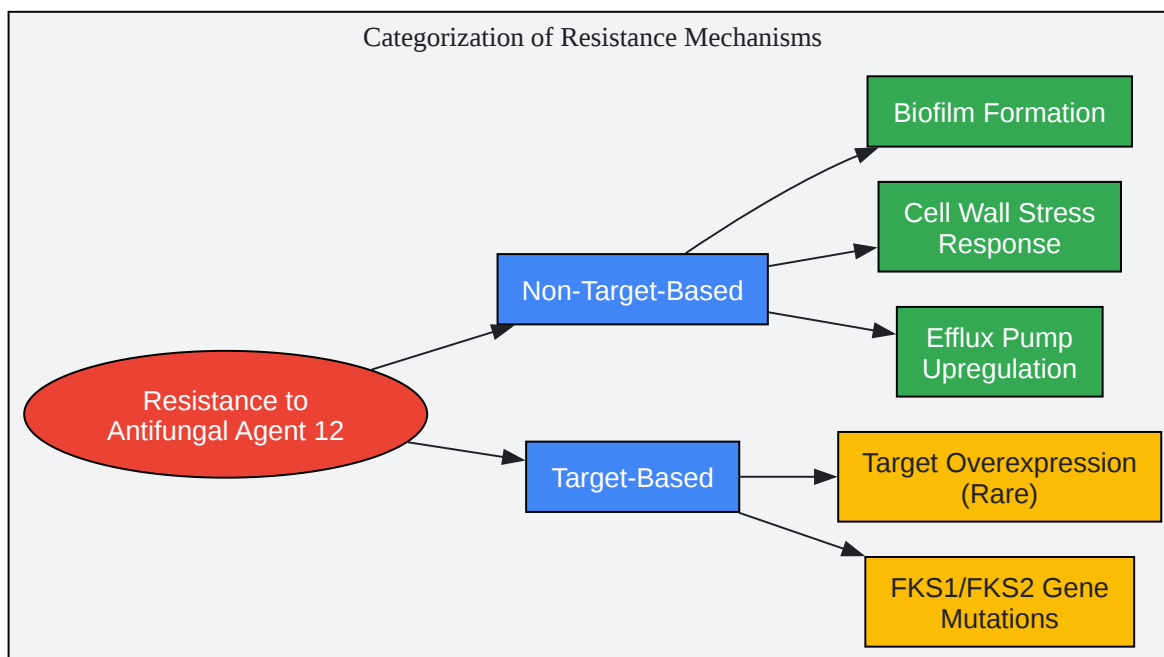 Categorization of Resistance Mechanisms
Biofilm Formation
Cell Wall Stress
Response
Non-Target-Based
Efflux Pump
Upregulation
Resistance to
Antifungal Agent 12
Target-Based
Target Overexpression
(Rare)
FKS1/FKS2 Gene
Mutations